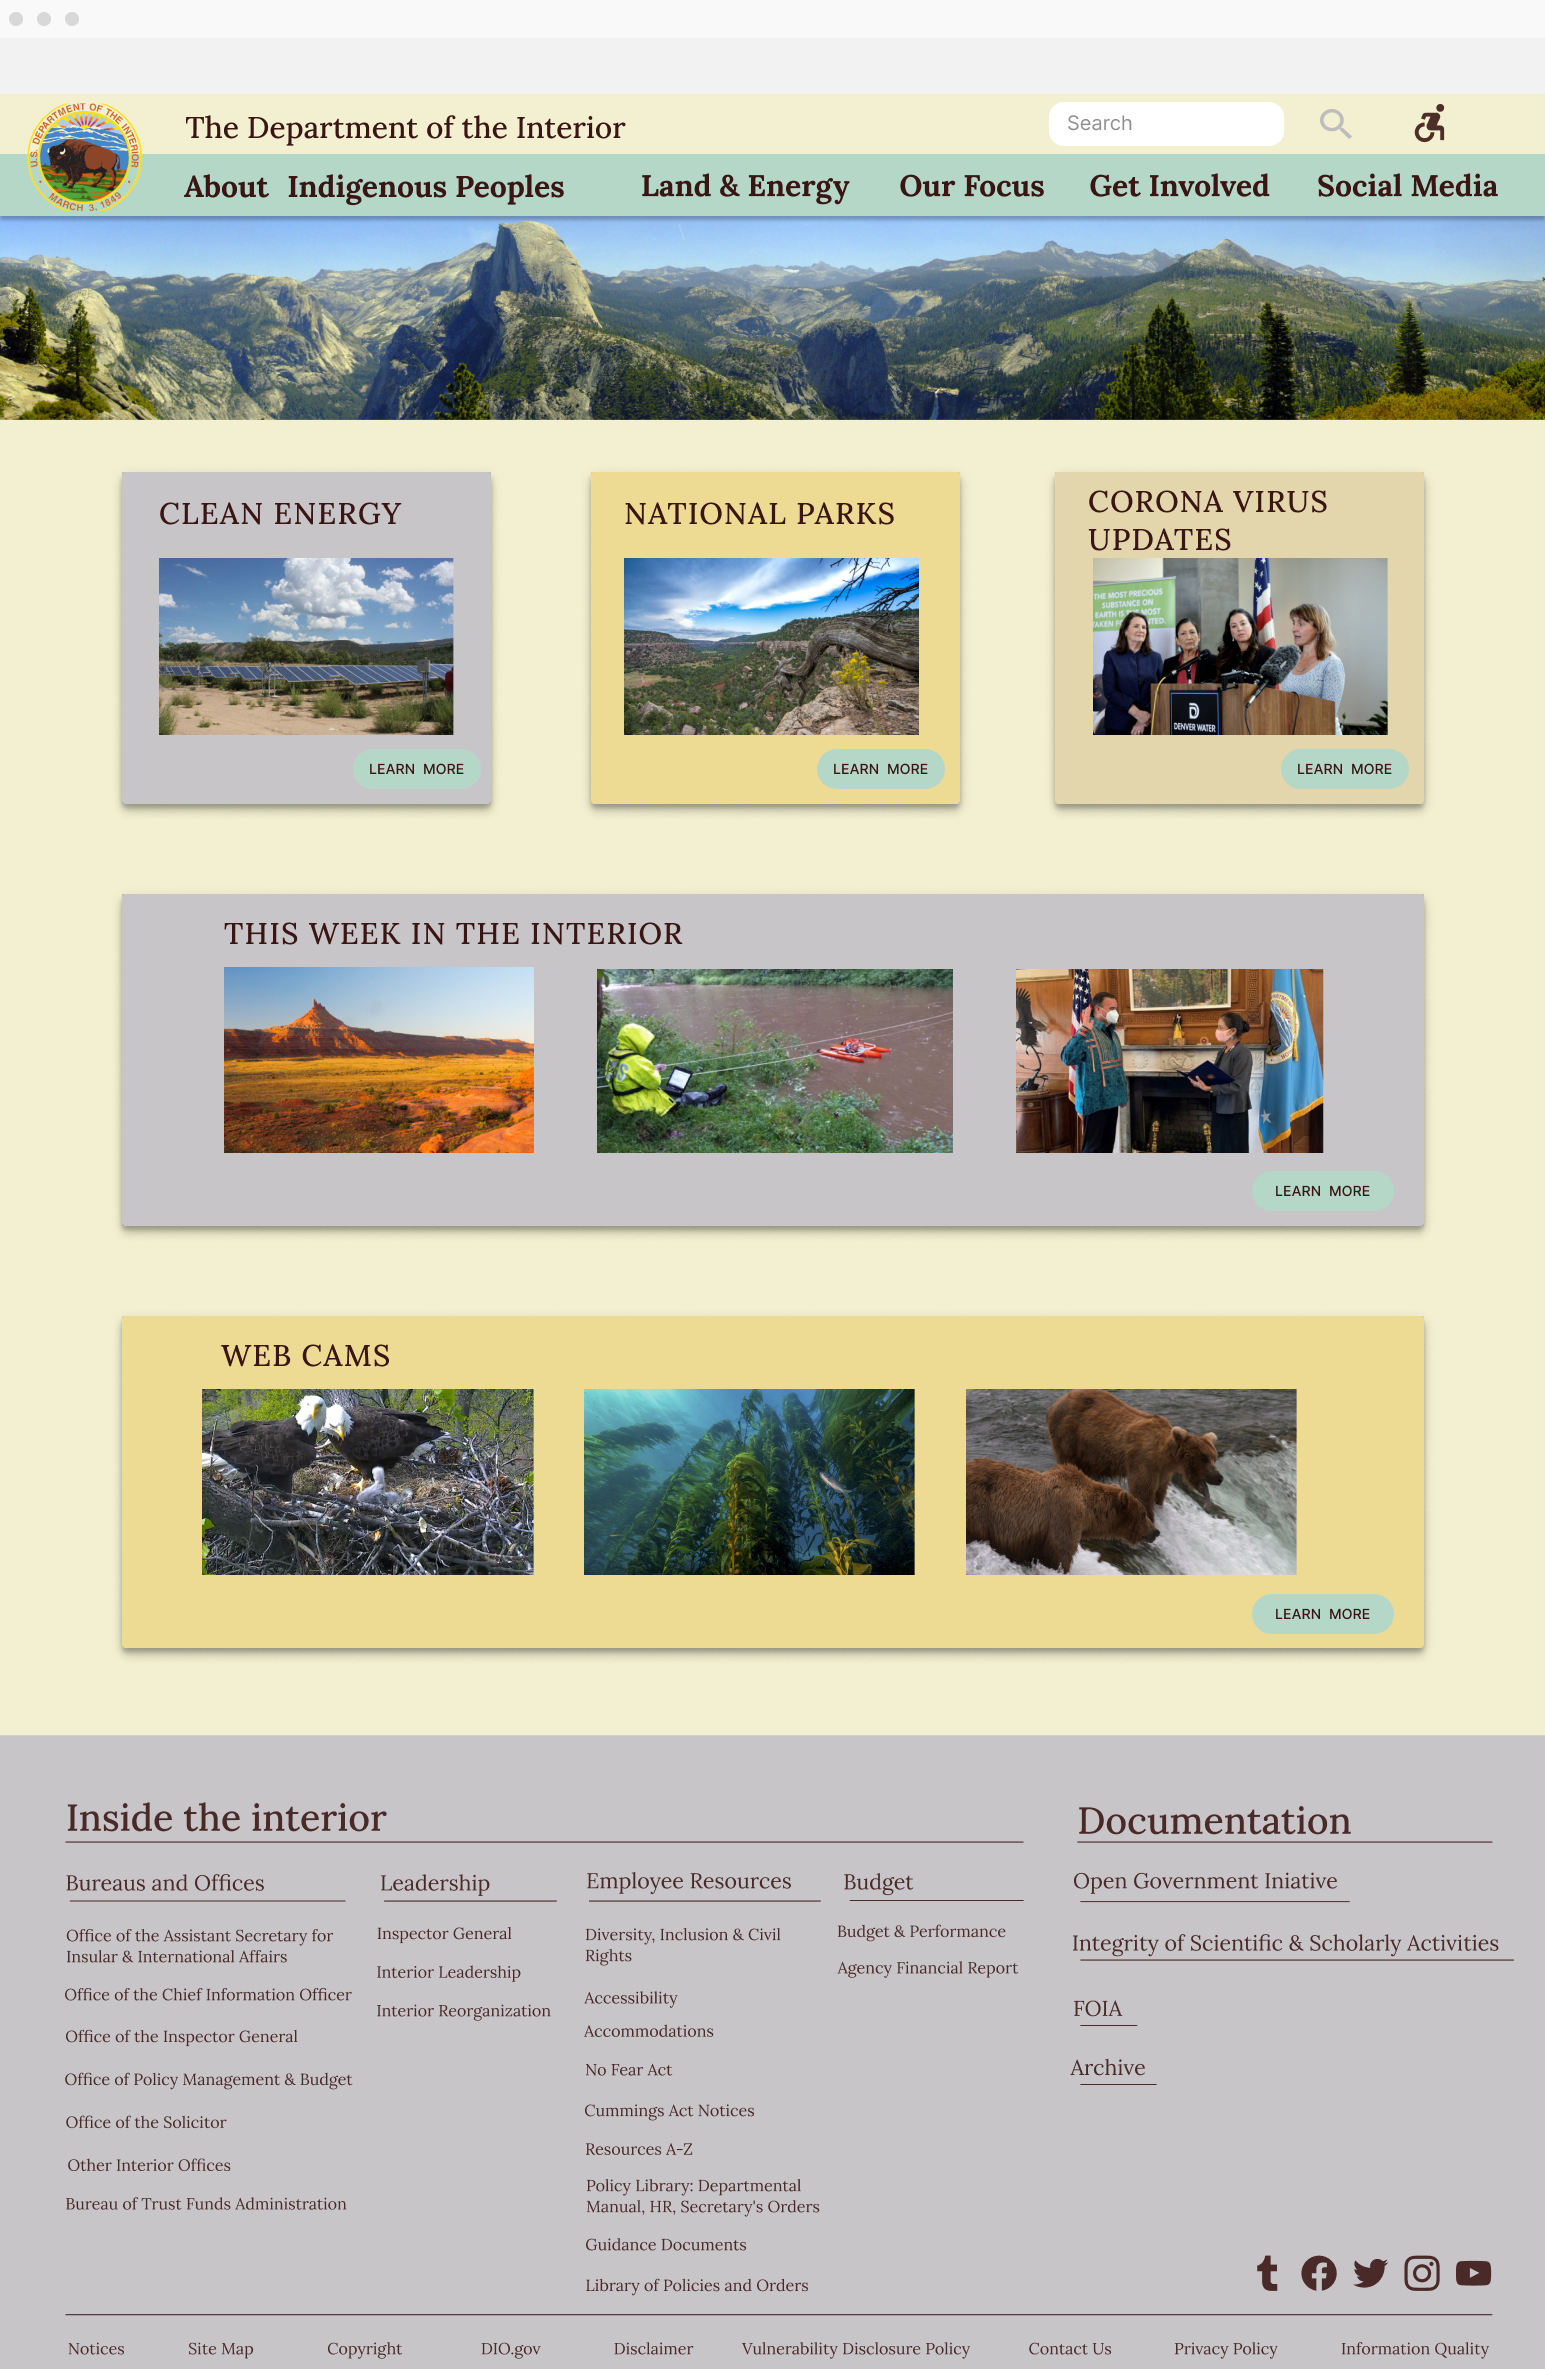 The Department of the Interior
Search
U.S. DEPARTMENT OF THE INTERIOR
MARCH 3, 1849
About Indigenous Peoples Land & Energy Our Focus Get Involved Social Media
CLEAN ENERGY
LEARN MORE
NATIONAL PARKS
LEARN MORE
CORONA VIRUS
UPDATES
THE MOST PRECIOUS
SUBSTANCE ON
EARTH IS MOST
TAKEN
DENVER WATER
LEARN MORE
THIS WEEK IN THE INTERIOR
LEARN MORE
WEB CAMS
LEARN MORE
Inside the interior
Bureaus and Offices
Office of the Assistant Secretary for
Insular & International Affairs
Office of the Chief Information Officer
Office of the Inspector General
Office of Policy Management & Budget
Office of the Solicitor
Other Interior Offices
Bureau of Trust Funds Administration
Leadership
Inspector General
Interior Leadership
Interior Reorganization
Employee Resources
Diversity, Inclusion & Civil
Rights
Accessibility
Accommodations
No Fear Act
Cummings Act Notices
Resources A-Z
Policy Library: Departmental
Manual, HR, Secretary's Orders
Guidance Documents
Library of Policies and Orders
Budget
Budget & Performance
Agency Financial Report
Documentation
Open Government Iniative
Integrity of Scientific & Scholarly Activities
FOIA
Archive
Notices Site Map Copyright DIO.gov Disclaimer Vulnerability Disclosure Policy Contact Us Privacy Policy Information Quality